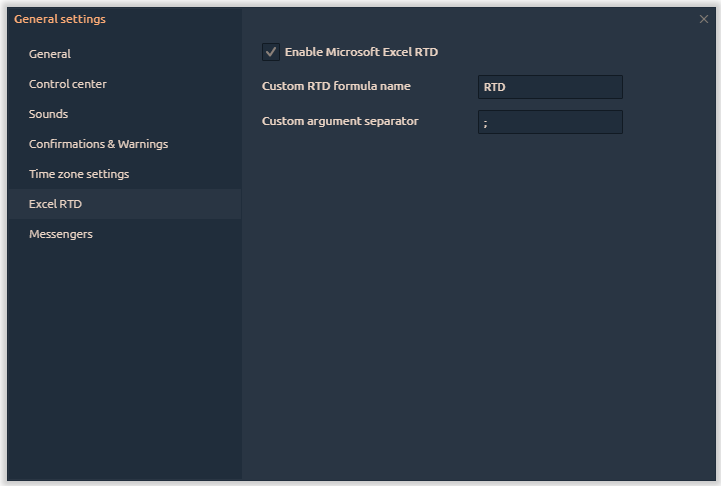 General settings
General
Control center
Sounds
Confirmations & Warnings
Time zone settings
Excel RTD
Messengers
Enable Microsoft Excel RTD
Custom RTD formula name
RTD
Custom argument separator
;